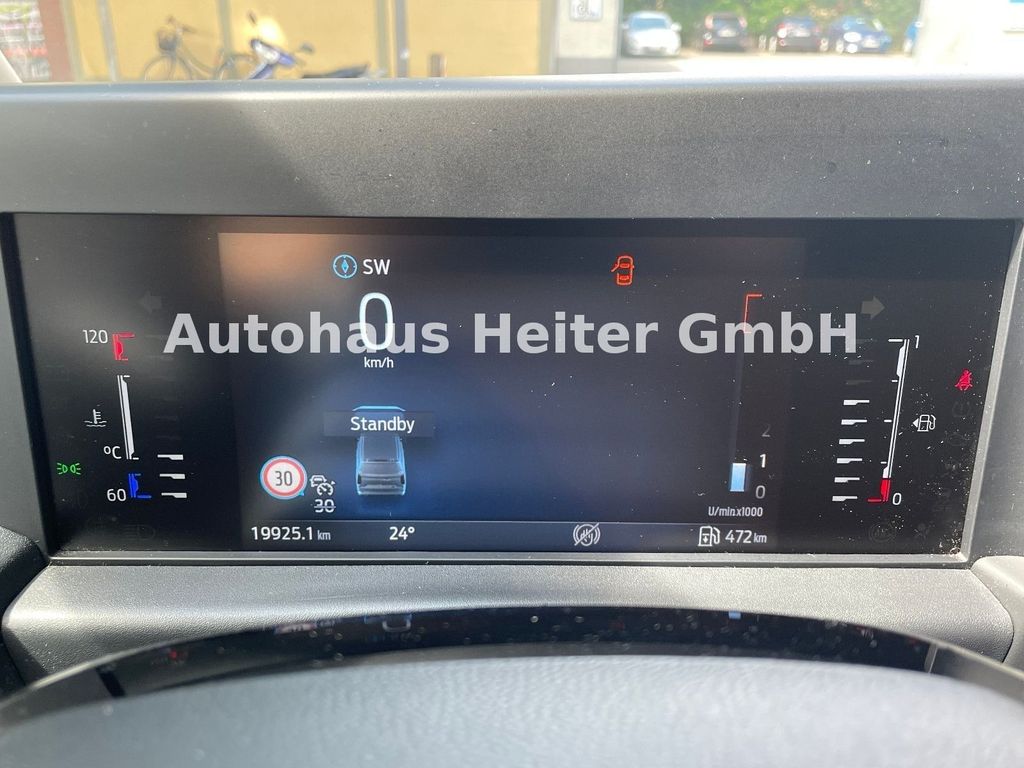 SW
0
km/h
Autohaus Heiter GmbH
120
°C
60
Standby
30
30
2
1
0
U/min.x1000
1
0
19925.1 km
24°
472 km